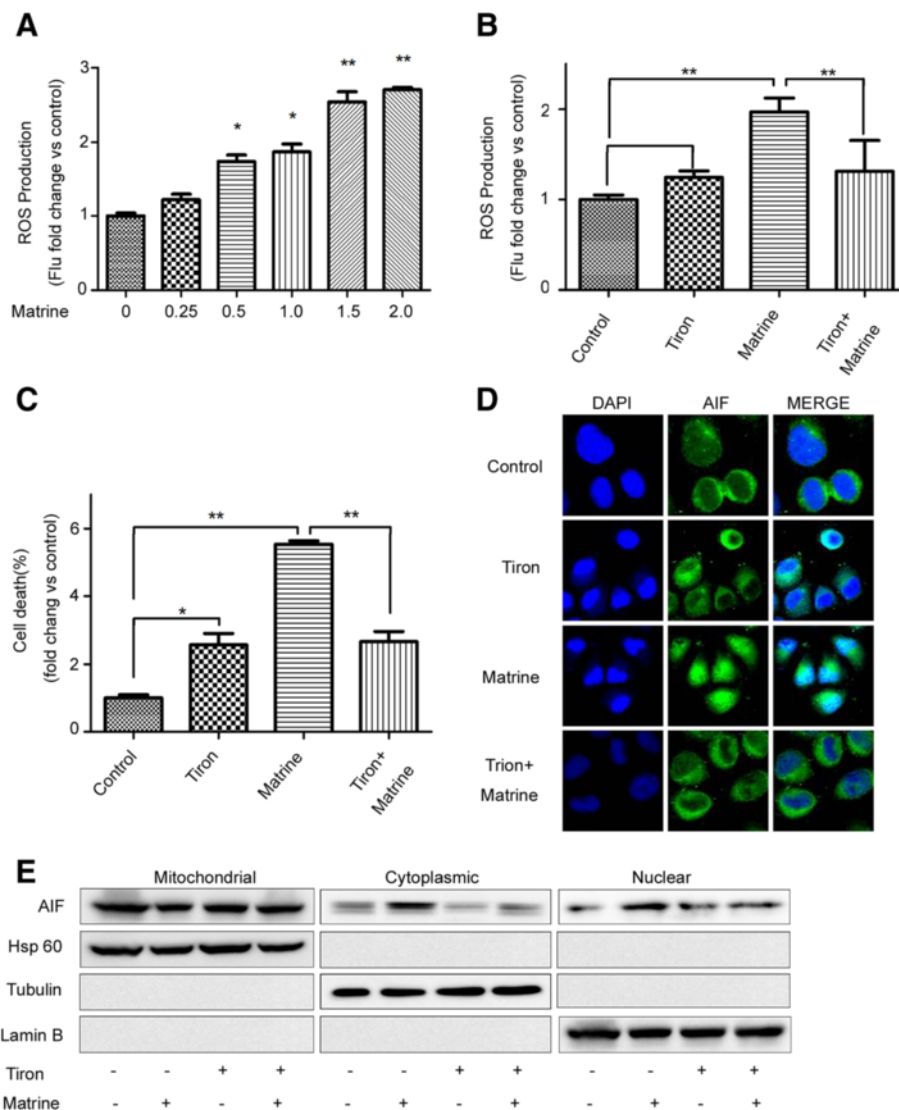 A
ROS Production
(Flu fold change vs control)
3
2
1
0
* * ** **
Matrine 0 0.25 0.5 1.0 1.5 2.0
B
ROS Production
(Flu fold change vs control)
2
1
0
** **
Control Tiron Matrine Tiron+
Matrine
C
Cell death(%)
(fold chang vs control)
6
4
2
0
** **
*
Control Tiron Matrine Tiron+
Matrine
D
DAPI AIF MERGE
Control
Tiron
Matrine
Trion+
Matrine
E
Mitochondrial Cytoplasmic Nuclear
AIF
Hsp 60
Tubulin
Lamin B
Tiron - - + + - - + + - - + +
Matrine - + - + - + - + - + - +